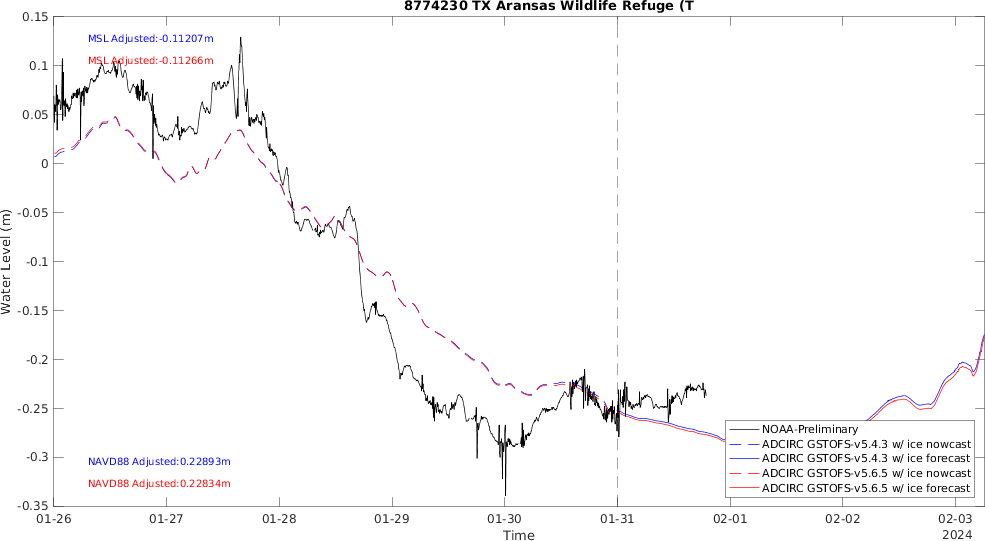 8774230 TX Aransas Wildlife Refuge (T
MSL Adjusted:-0.11207m
MSL Adjusted:-0.11266m
NAVD88 Adjusted:0.22893m
NAVD88 Adjusted:0.22834m
Water Level (m)
0.15
0.1
0.05
0
-0.05
-0.1
-0.15
-0.2
-0.25
-0.3
-0.35
NOAA-Preliminary
ADCIRC GSTOFS-v5.4.3 w/ ice nowcast
ADCIRC GSTOFS-v5.4.3 w/ ice forecast
ADCIRC GSTOFS-v5.6.5 w/ ice nowcast
ADCIRC GSTOFS-v5.6.5 w/ ice forecast
01-26 01-27 01-28 01-29 01-30 01-31 02-01 02-02 02-03
Time
2024